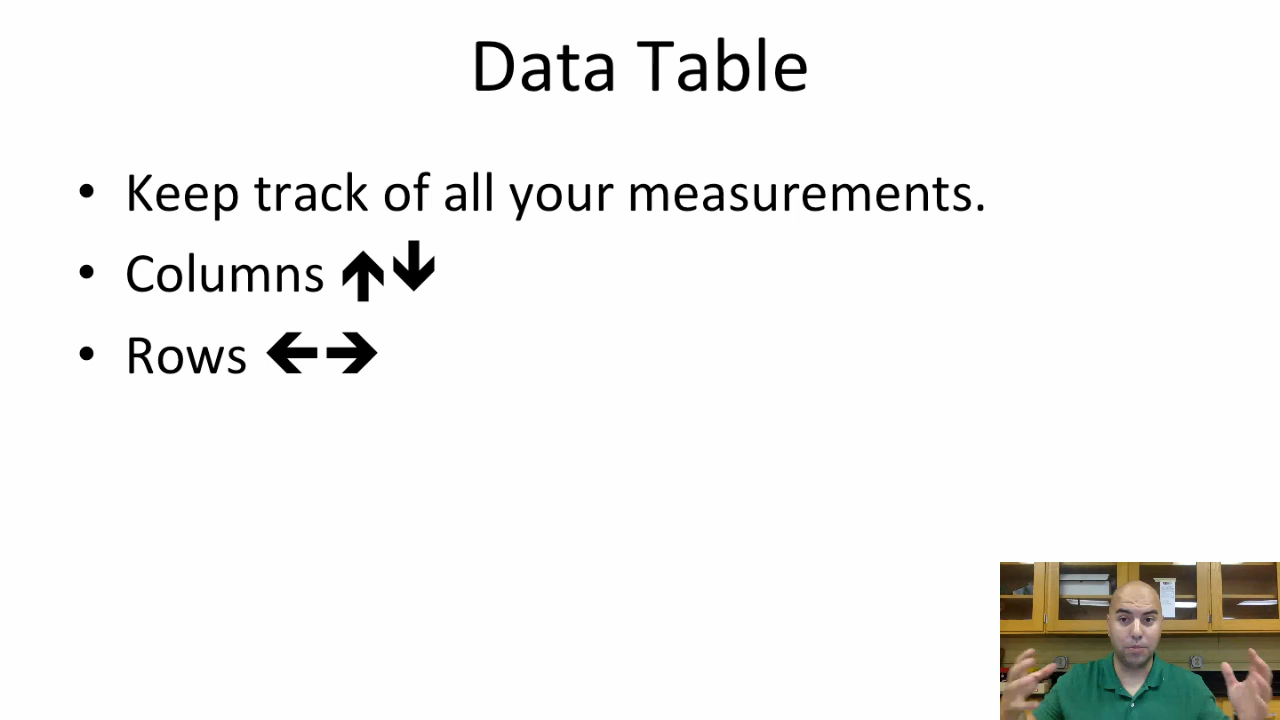 Data Table
• Keep track of all your measurements.
• Columns 🡹🡻
• Rows 🡸🡺